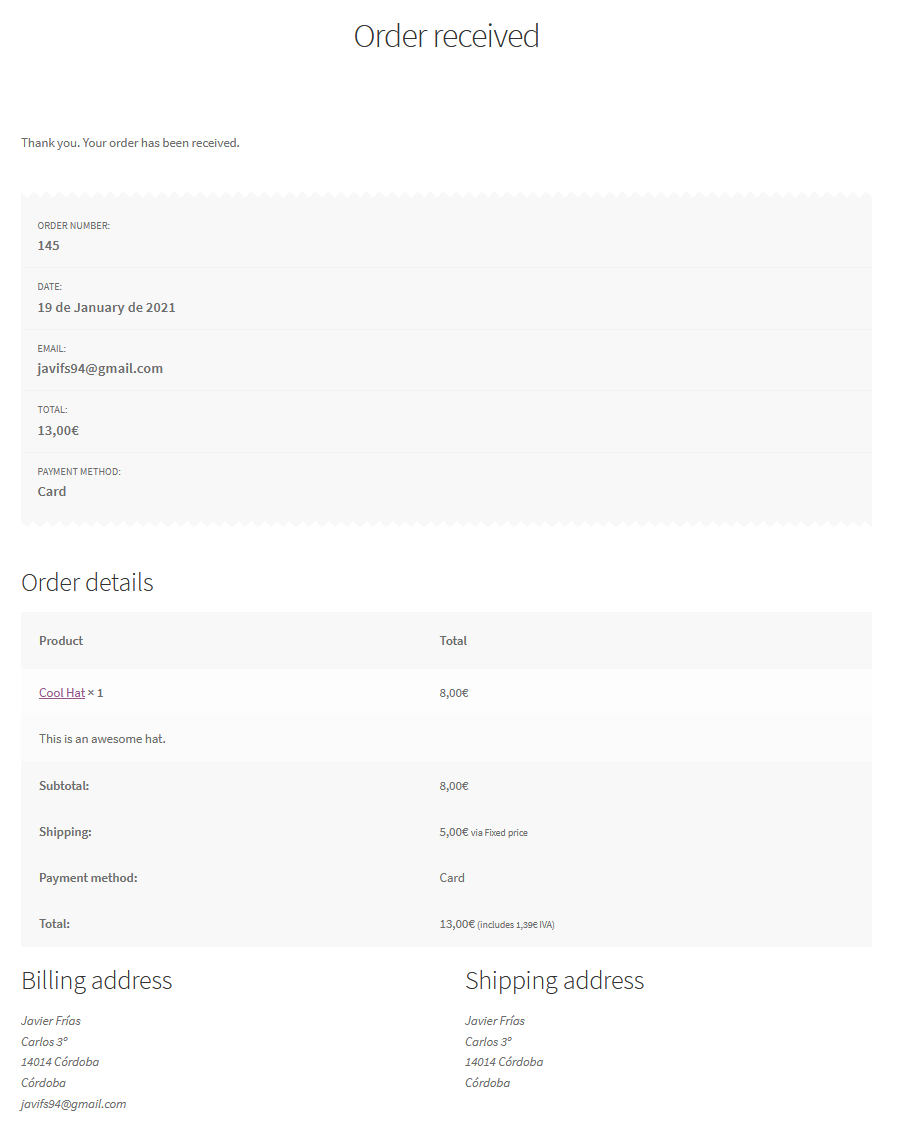 Order received
Thank you. Your order has been received.
ORDER NUMBER:
145
DATE:
19 de January de 2021
EMAIL:
javifs94@gmail.com
TOTAL:
13,00€
PAYMENT METHOD:
Card
Order details
Product Total
Cool Hat × 1 8,00€
This is an awesome hat.
Subtotal: 8,00€
Shipping: 5,00€ via Fixed price
Payment method: Card
Total: 13,00€ (includes 1,39€ IVA)
Billing address
Javier Frías
Carlos 3º
14014 Córdoba
Córdoba
javifs94@gmail.com
Shipping address
Javier Frías
Carlos 3º
14014 Córdoba
Córdoba